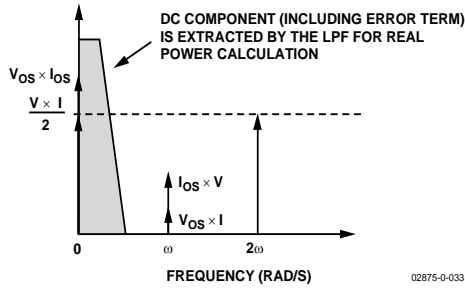 DC COMPONENT (INCLUDING ERROR TERM)
IS EXTRACTED BY THE LPF FOR REAL
POWER CALCULATION
VOS × IOS
V × I
2
IOS × V
VOS × I
0
ω
2ω
FREQUENCY (RAD/S)
02875-0-033